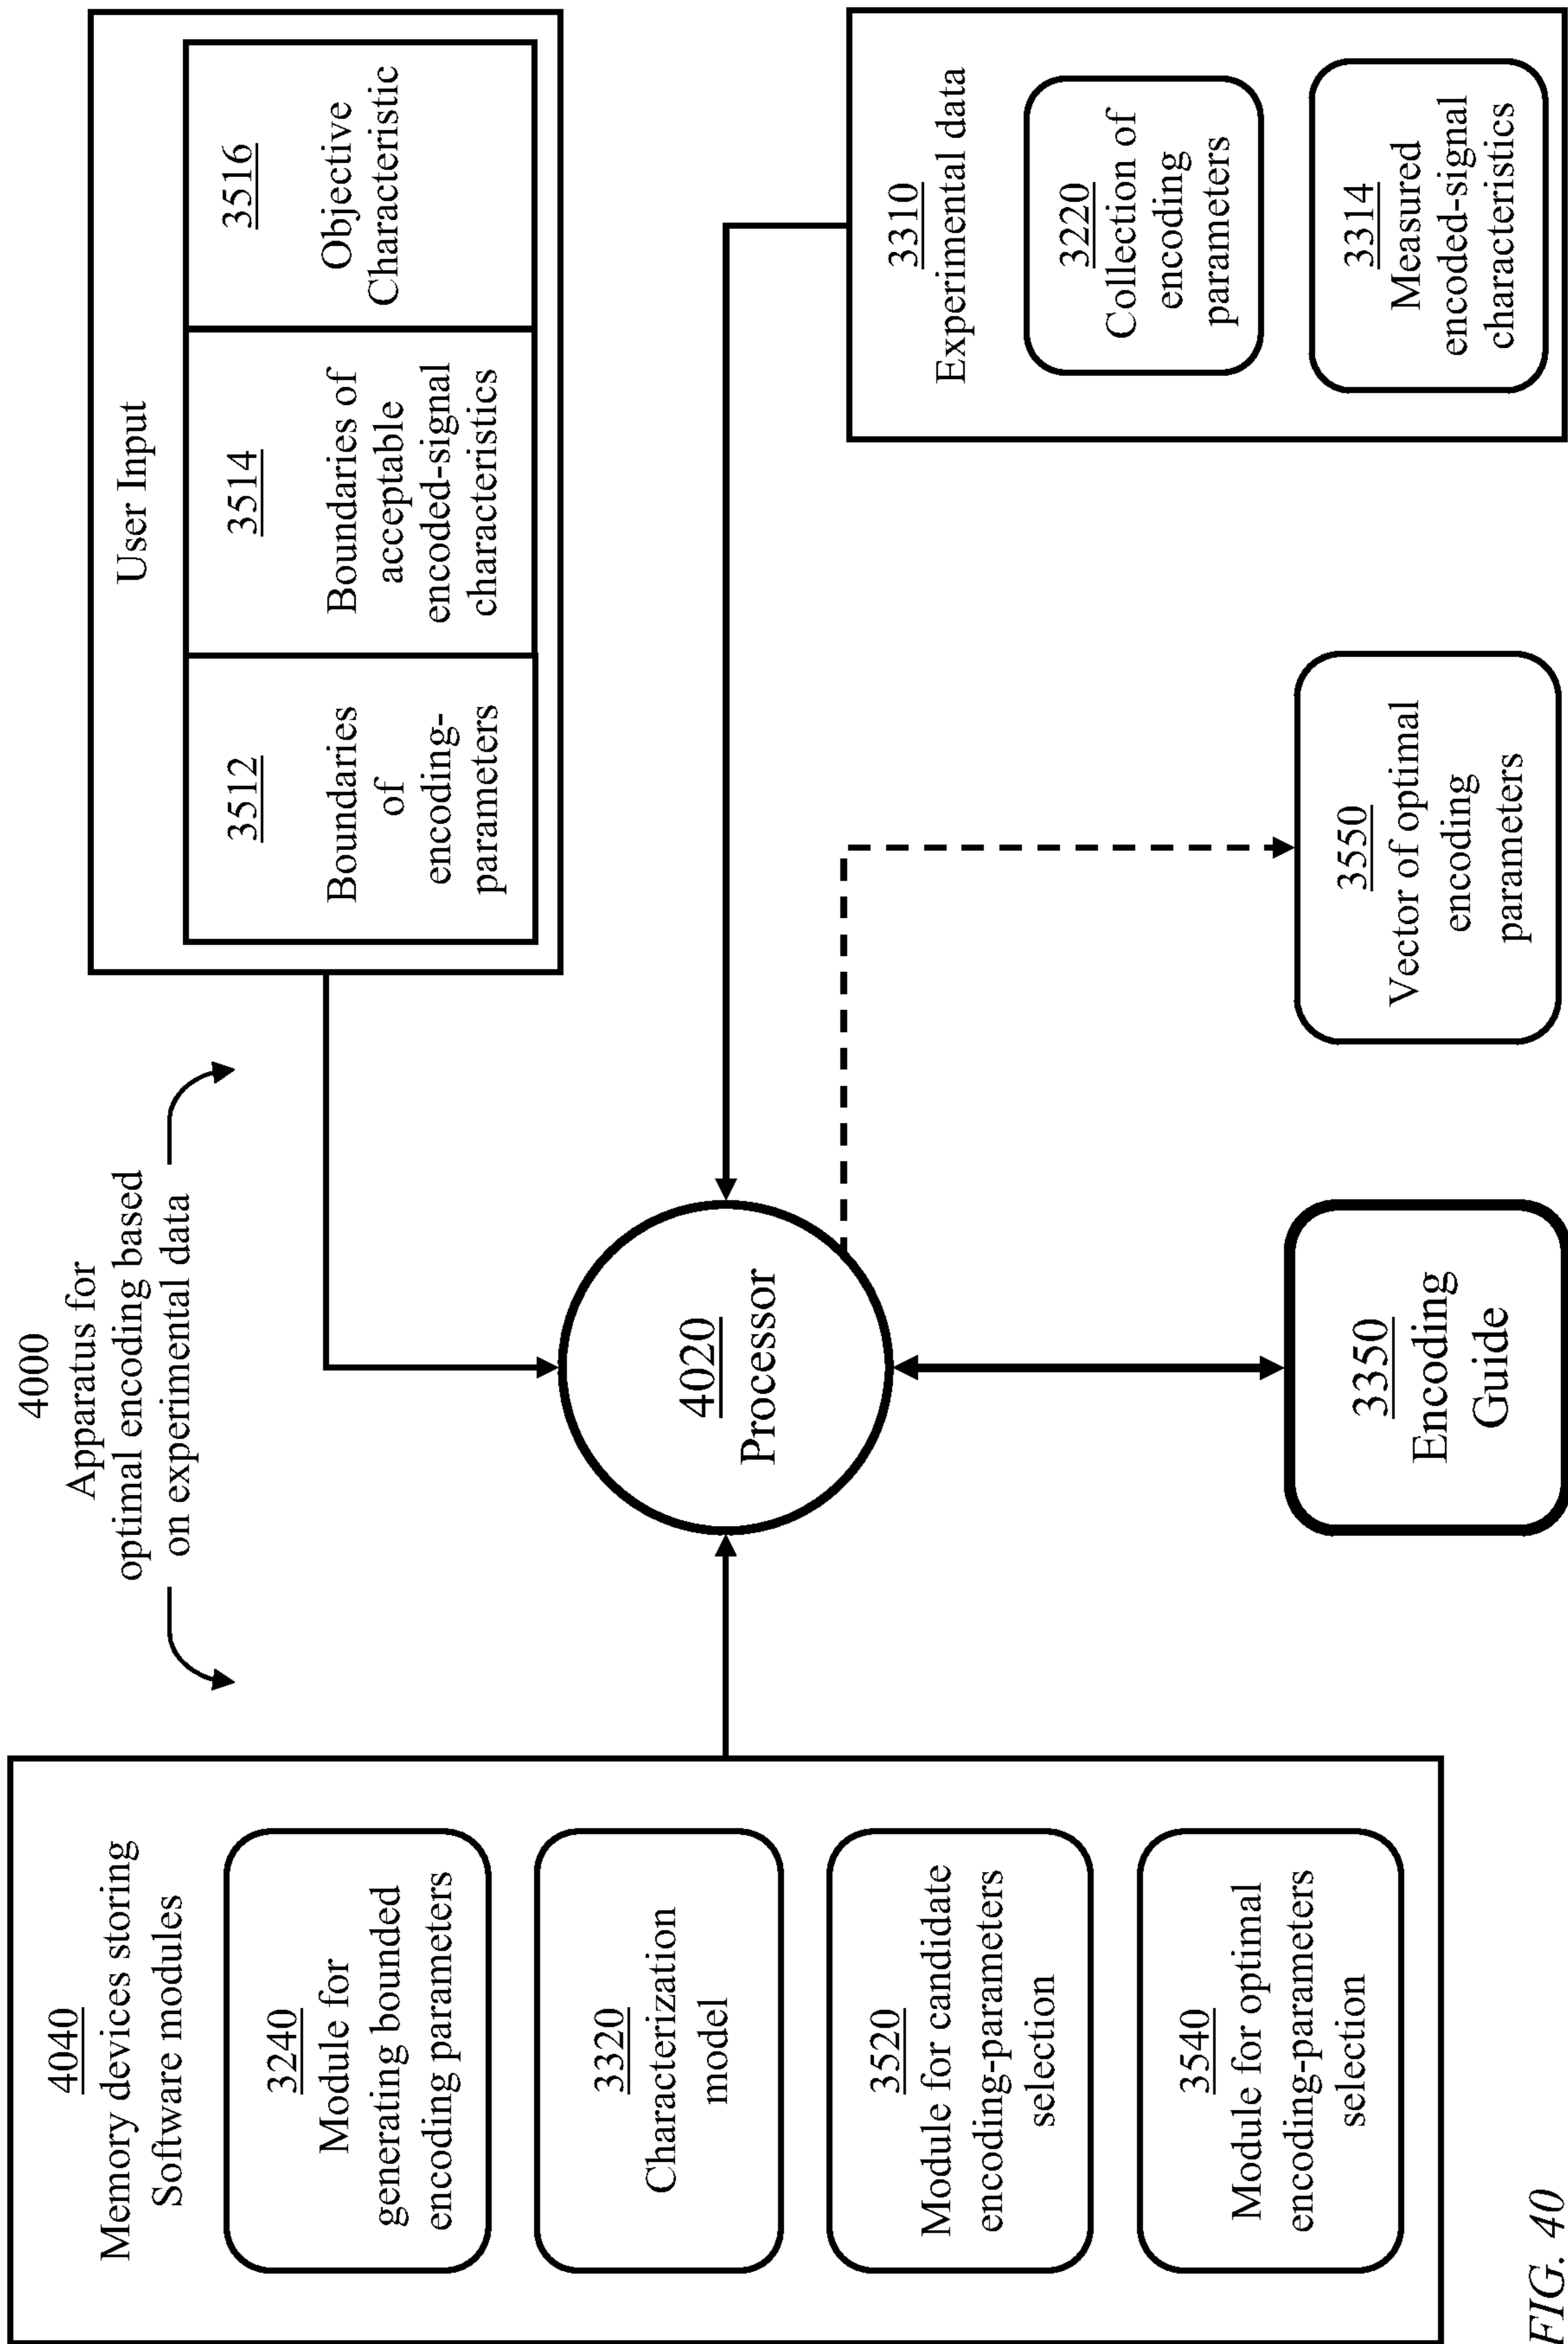 4000
Apparatus for
optimal encoding based
on experimental data
4040
Memory devices storing
Software modules
3240
Module for
generating bounded
encoding parameters
3320
Characterization
model
3520
Module for candidate
encoding-parameters
selection
3540
Module for optimal
encoding-parameters
selection
4020
Processor
3350
Encoding
Guide
User Input
3512
Boundaries
of
encoding-
parameters
3514
Boundaries of
acceptable
encoded-signal
characteristics
3516
Objective
Characteristic
3310
Experimental data
3220
Collection of
encoding
parameters
3314
Measured
encoded-signal
characteristics
3550
Vector of optimal
encoding
parameters
FIG. 40